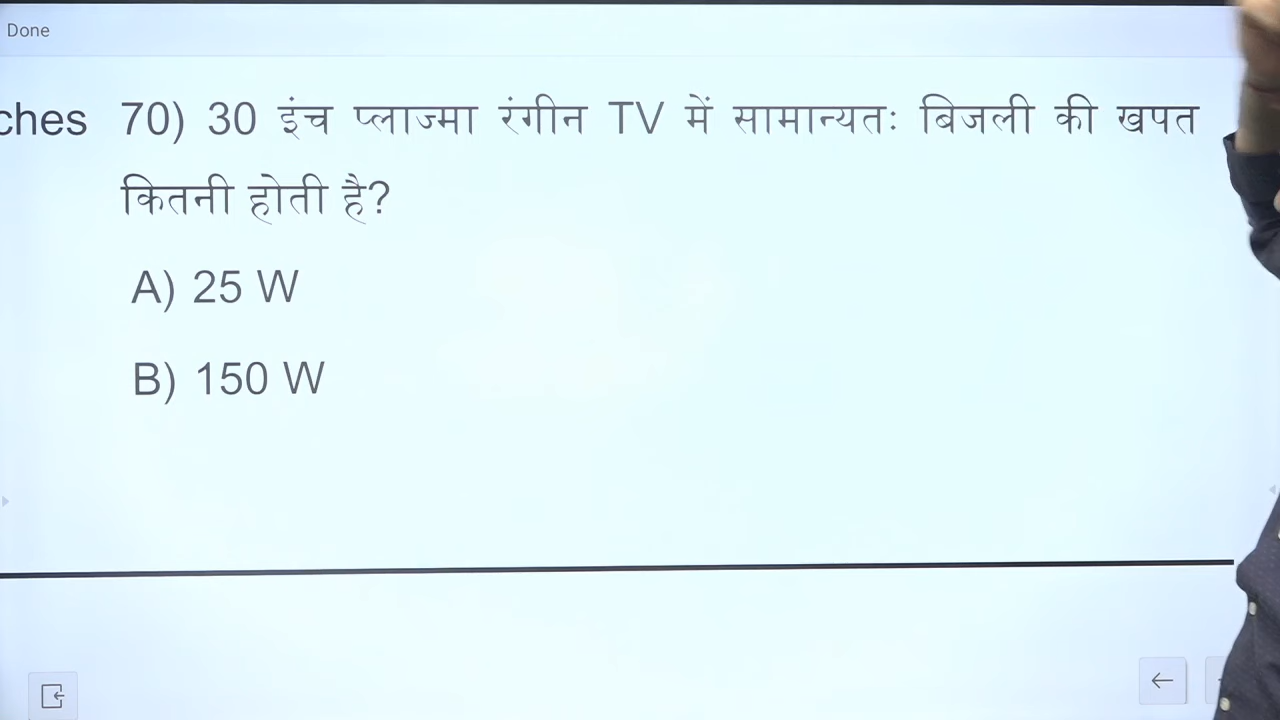 Done
ches 70) 30 इंच प्लाज्मा रंगीन TV में सामान्यतः बिजली की खपत
कितनी होती है?
A) 25 W
B) 150 W